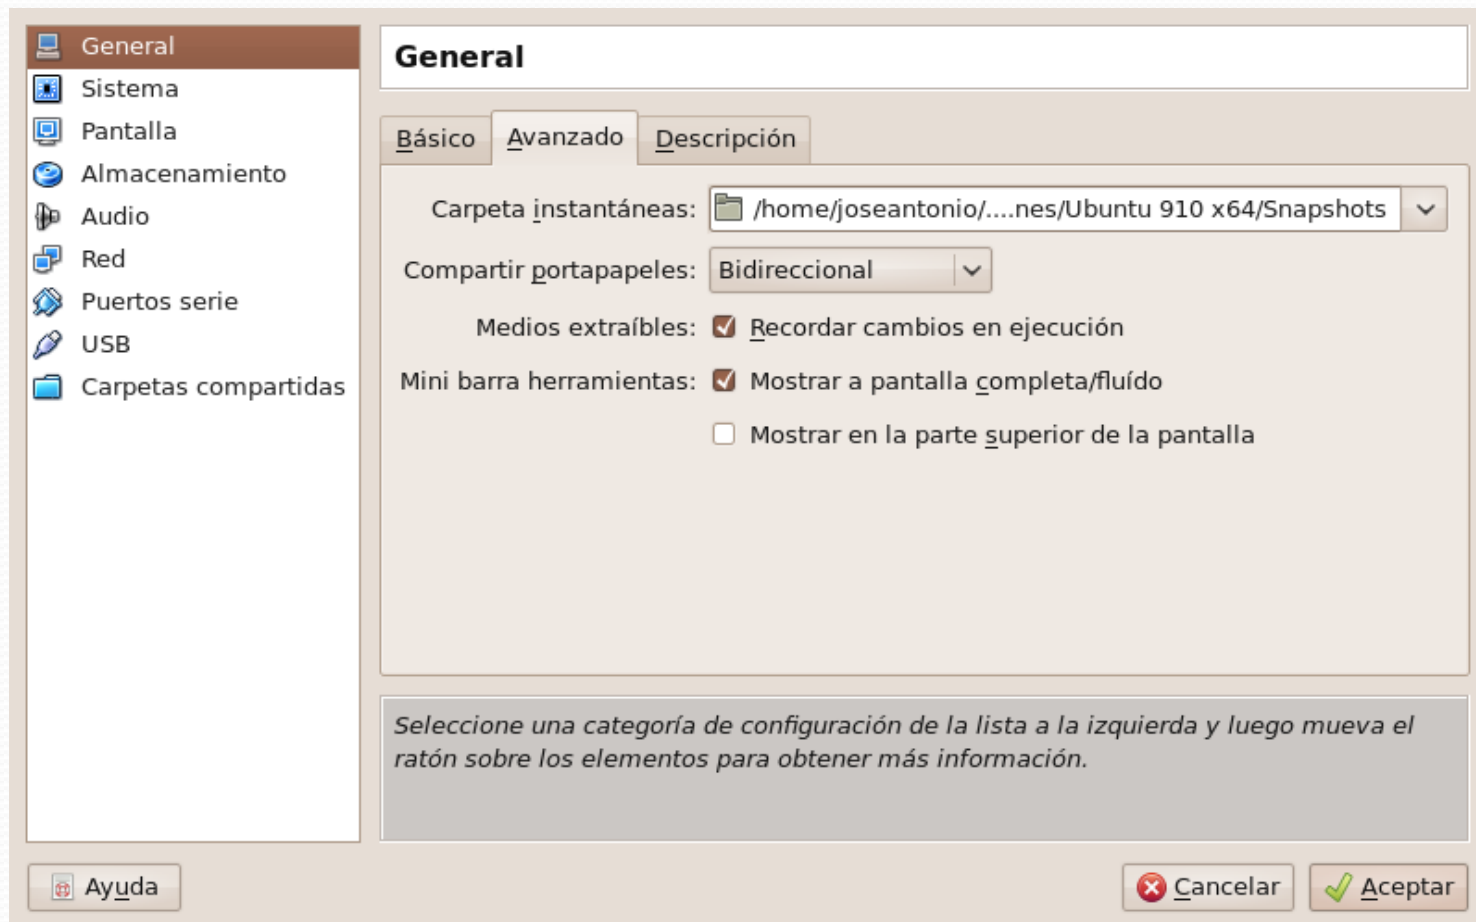 General
Sistema
Pantalla
Almacenamiento
Audio
Red
Puertos serie
USB
Carpetas compartidas
General
Básico
Avanzado
Descripción
Carpeta instantáneas: /home/joseantonio/....nes/Ubuntu 910 x64/Snapshots
Compartir portapapeles: Bidireccional
Medios extraíbles: Recordar cambios en ejecución
Mini barra herramientas: Mostrar a pantalla completa/fluído
Mostrar en la parte superior de la pantalla
Seleccione una categoría de configuración de la lista a la izquierda y luego mueva el
ratón sobre los elementos para obtener más información.
Ayuda
Cancelar
Aceptar